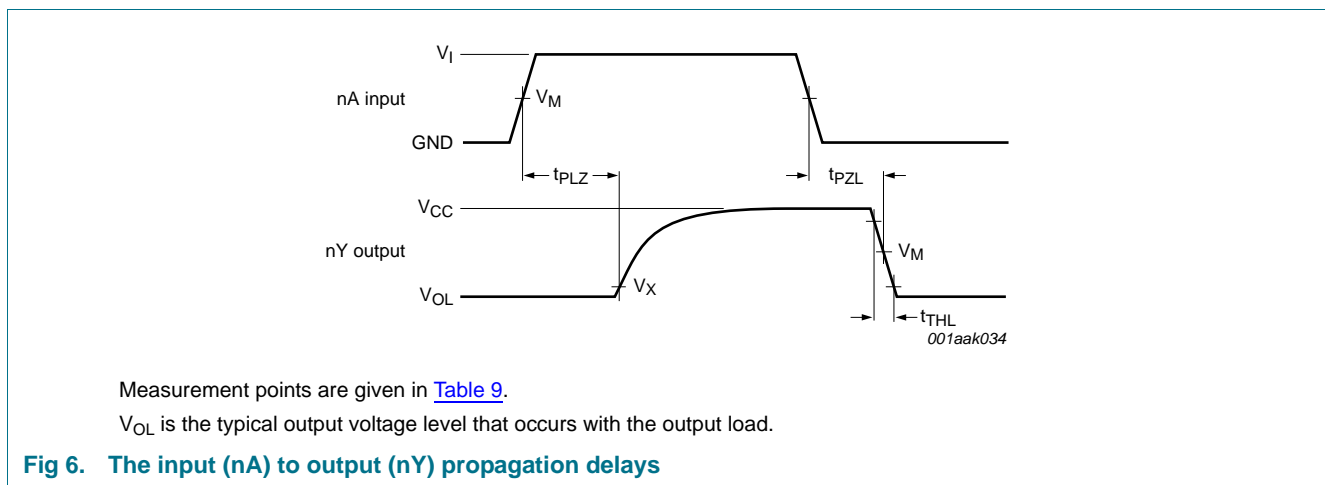 V_I
nA input
V_M
GND
t_PLZ
t_PZL
V_CC
nY output
V_M
V_X
V_OL
t_THL
001aak034
Measurement points are given in Table 9.
V_OL is the typical output voltage level that occurs with the output load.
Fig 6. The input (nA) to output (nY) propagation delays